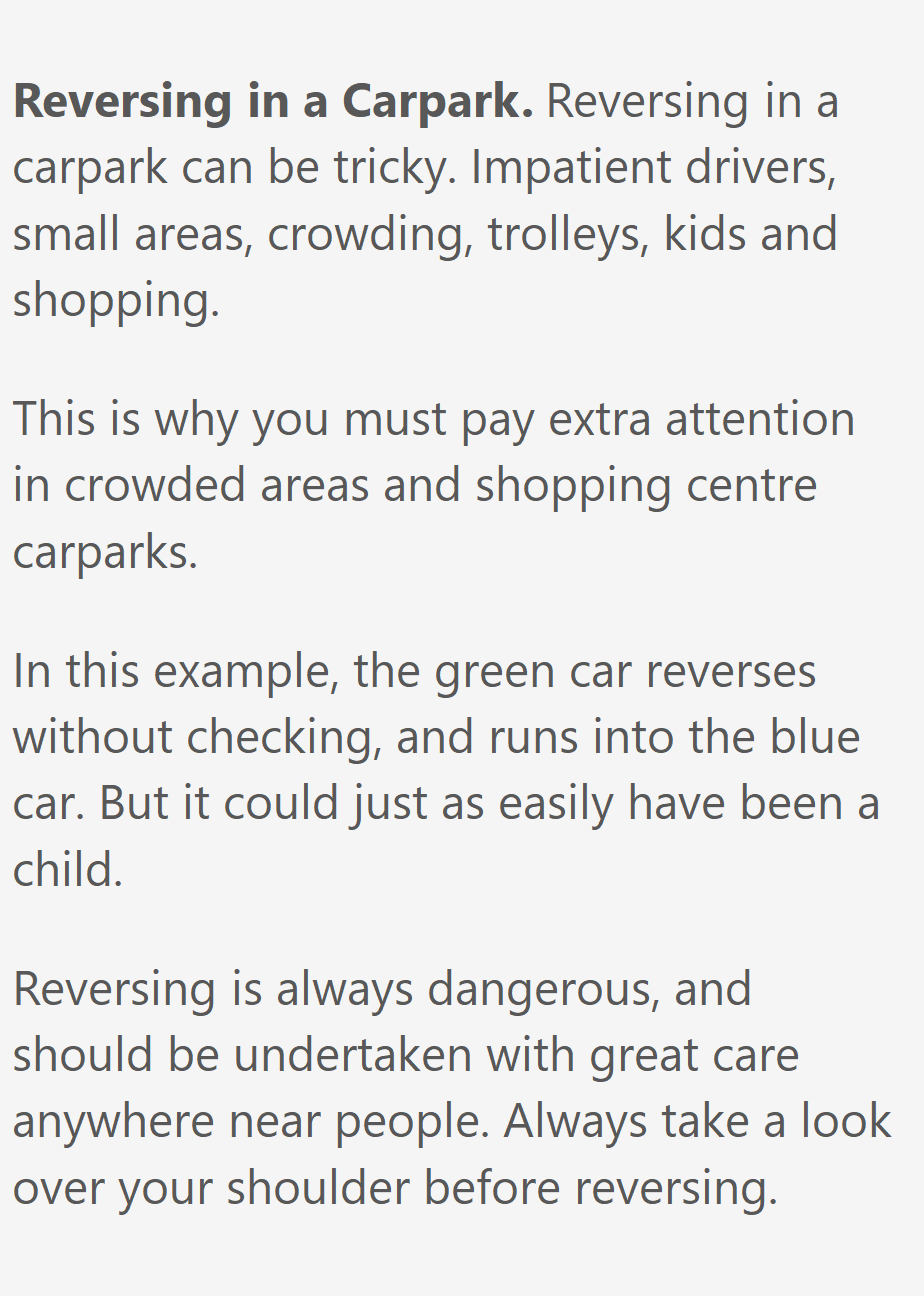 Reversing in a Carpark. Reversing in a
carpark can be tricky. Impatient drivers,
small areas, crowding, trolleys, kids and
shopping.
This is why you must pay extra attention
in crowded areas and shopping centre
carparks.
In this example, the green car reverses
without checking, and runs into the blue
car. But it could just as easily have been a
child.
Reversing is always dangerous, and
should be undertaken with great care
anywhere near people. Always take a look
over your shoulder before reversing.